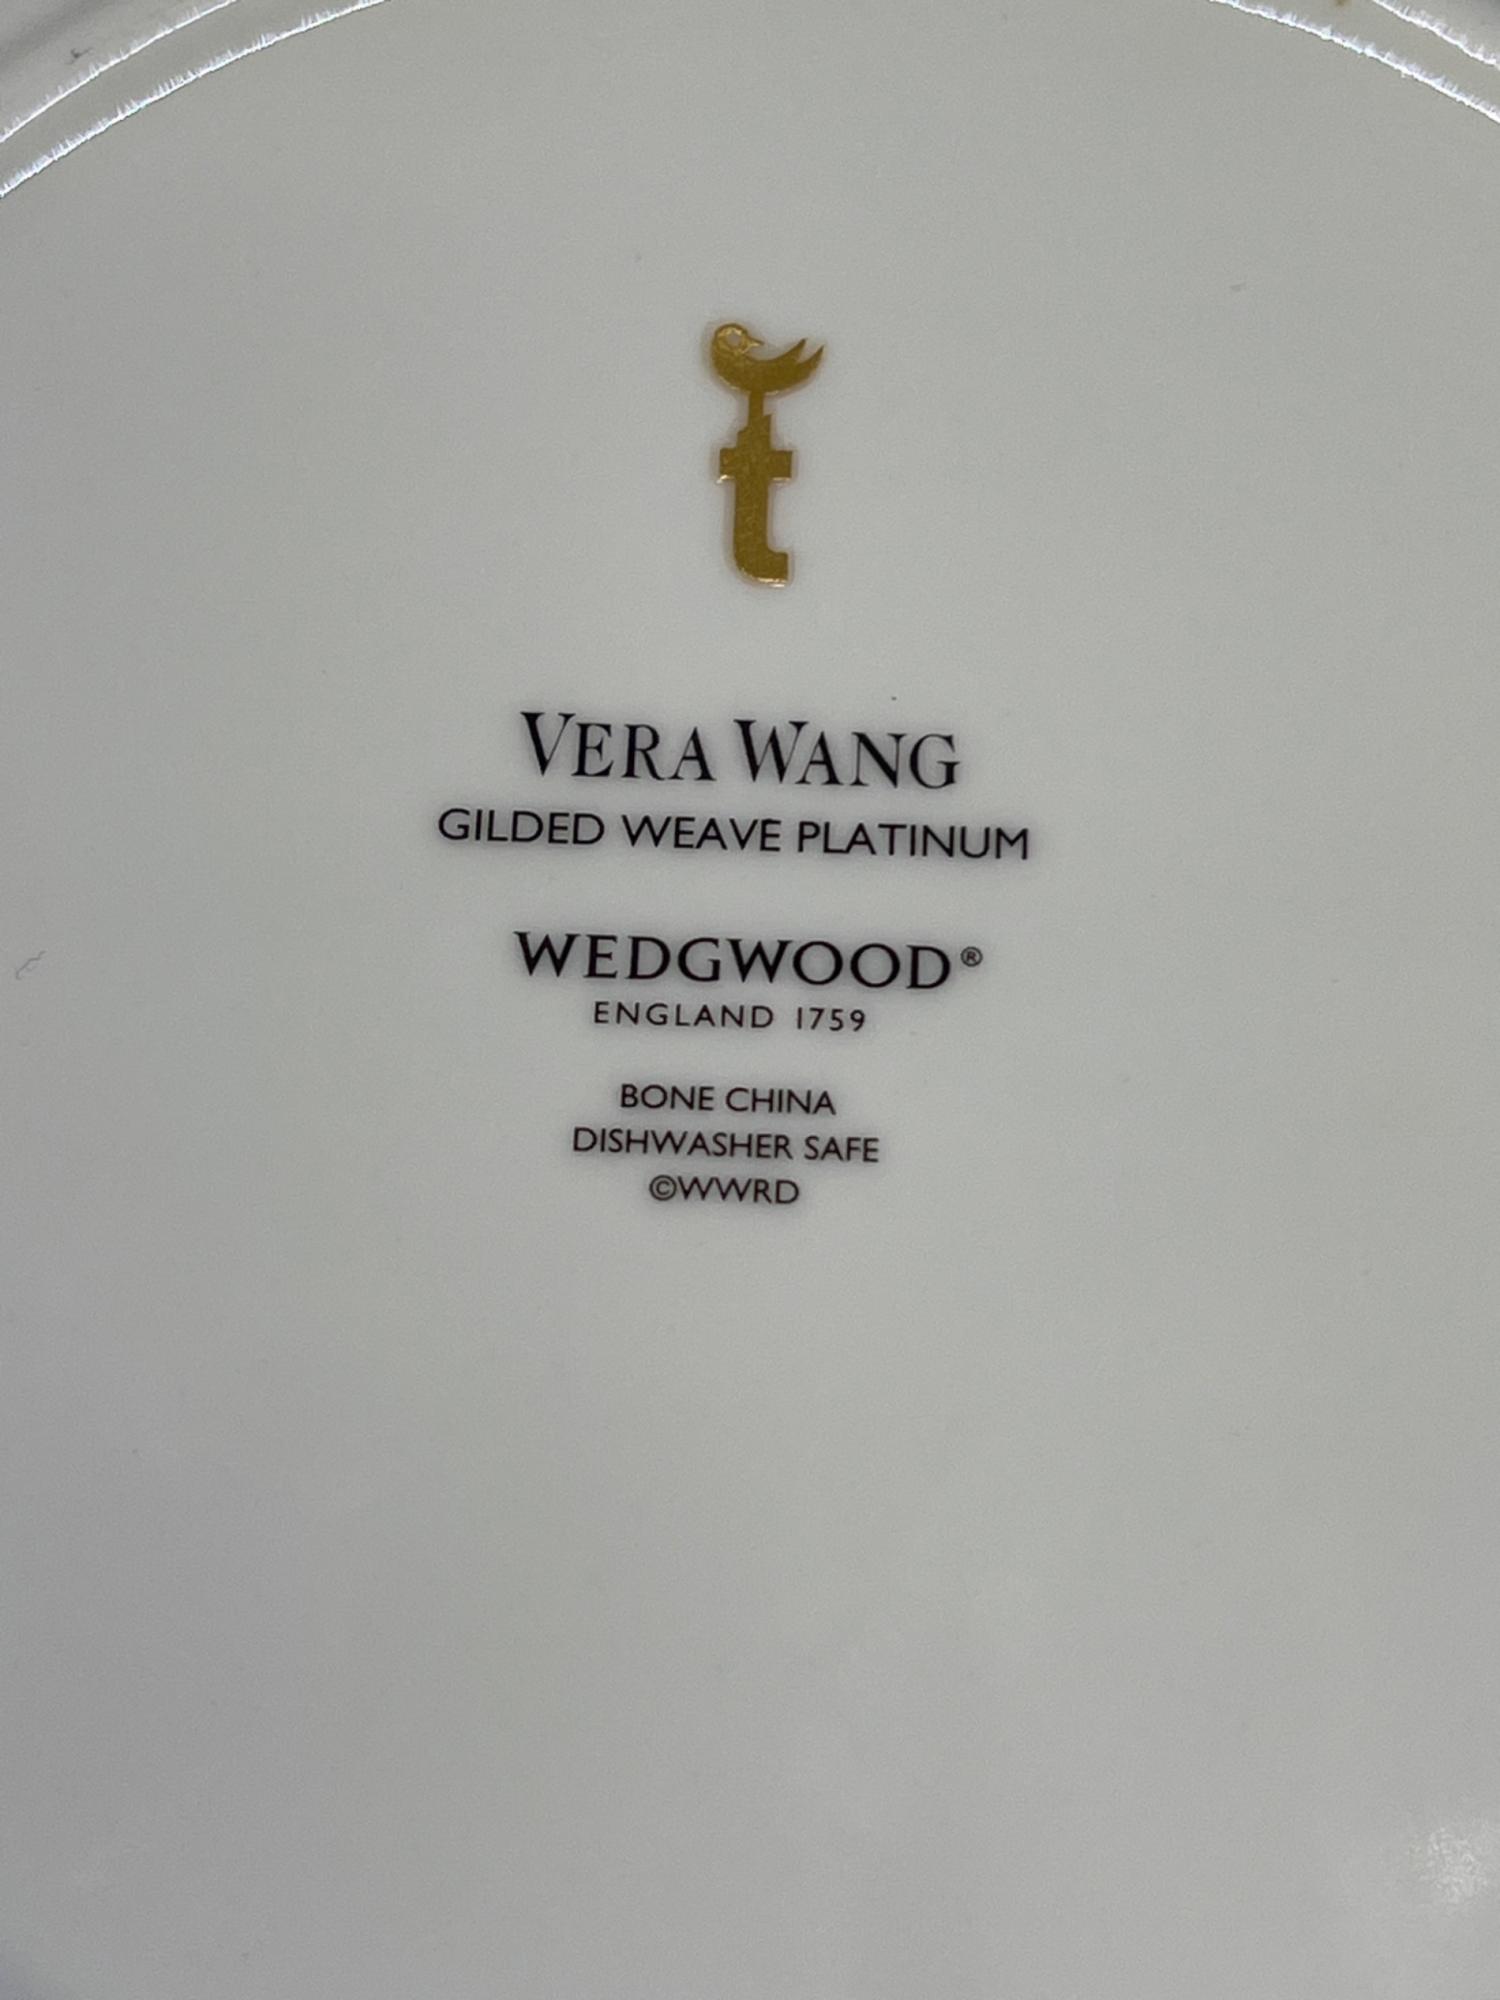 t
VERA WANG
GILDED WEAVE PLATINUM
WEDGWOOD®
ENGLAND 1759
BONE CHINA
DISHWASHER SAFE
©WWRD